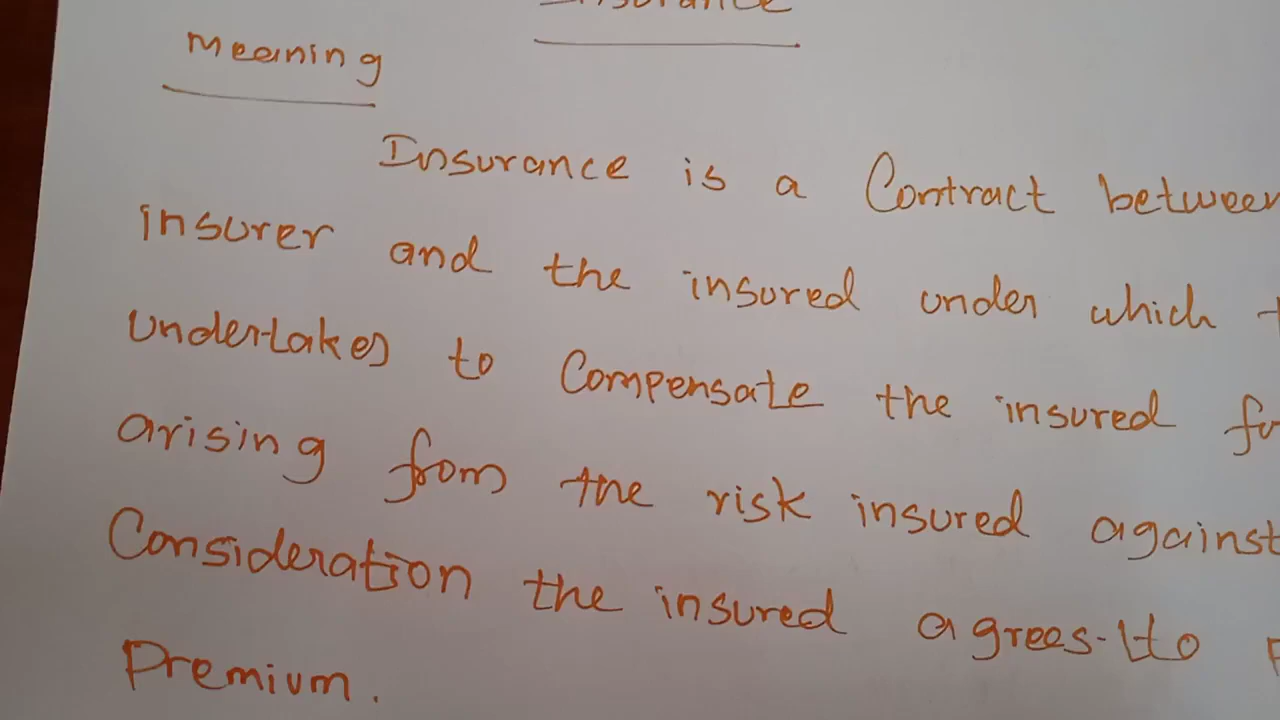 Insurance
Meaning
Insurance is a Contract between
insurer and the insured under which
undertakes to Compensate the insured
arising from the risk insured against
Consideration the insured agrees to
Premium.